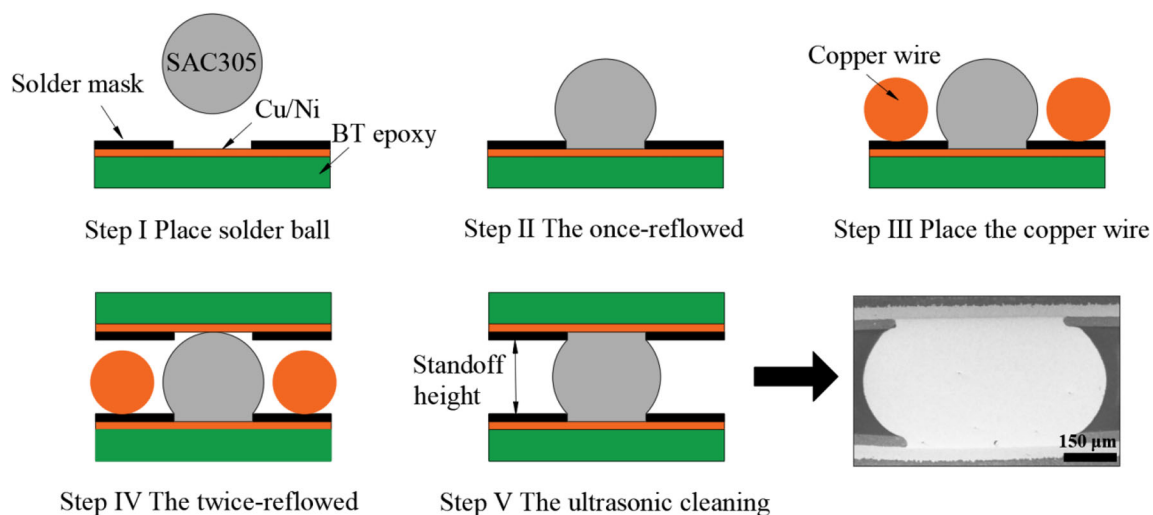 SAC305
Solder mask
Cu/Ni
BT epoxy
Step I Place solder ball
Step II The once-reflowed
Copper wire
Step III Place the copper wire
Step IV The twice-reflowed
Standoff
height
Step V The ultrasonic cleaning
150 μm